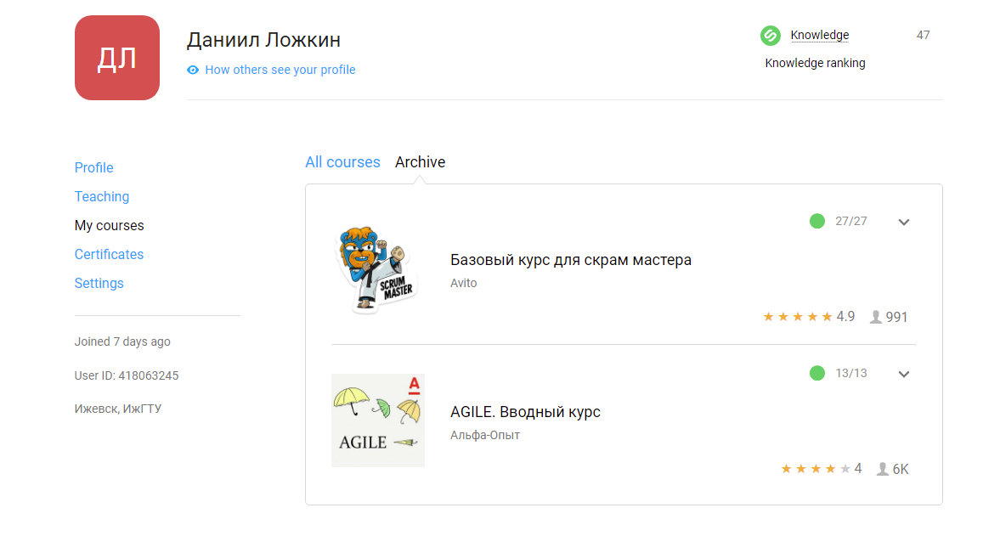 ДЛ
Даниил Ложкин
How others see your profile
Knowledge 47
Knowledge ranking
Profile
Teaching
My courses
Certificates
Settings
Joined 7 days ago
User ID: 418063245
Ижевск, ИжГТУ
All courses Archive
27/27
SCRUM
MASTER
Базовый курс для скрам мастера
Avito
4.9 991
13/13
А
AGILE
AGILE. Вводный курс
Альфа-Опыт
4 6K